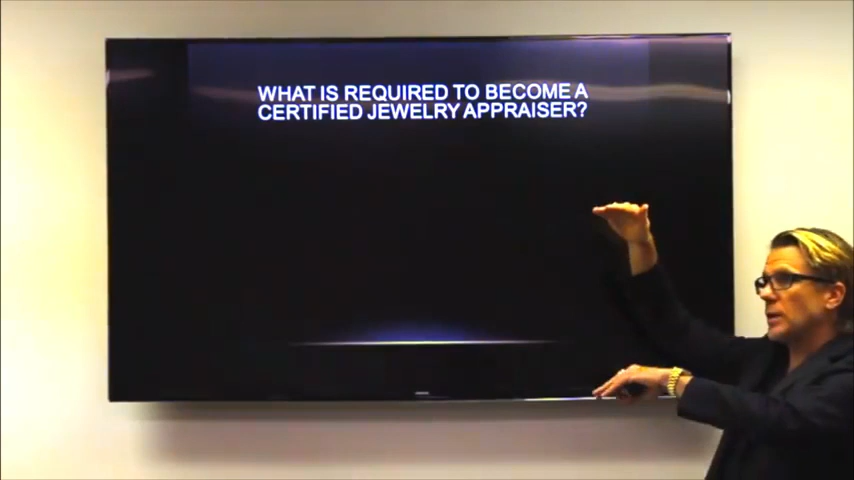 WHAT IS REQUIRED TO BECOME A
CERTIFIED JEWELRY APPRAISER?